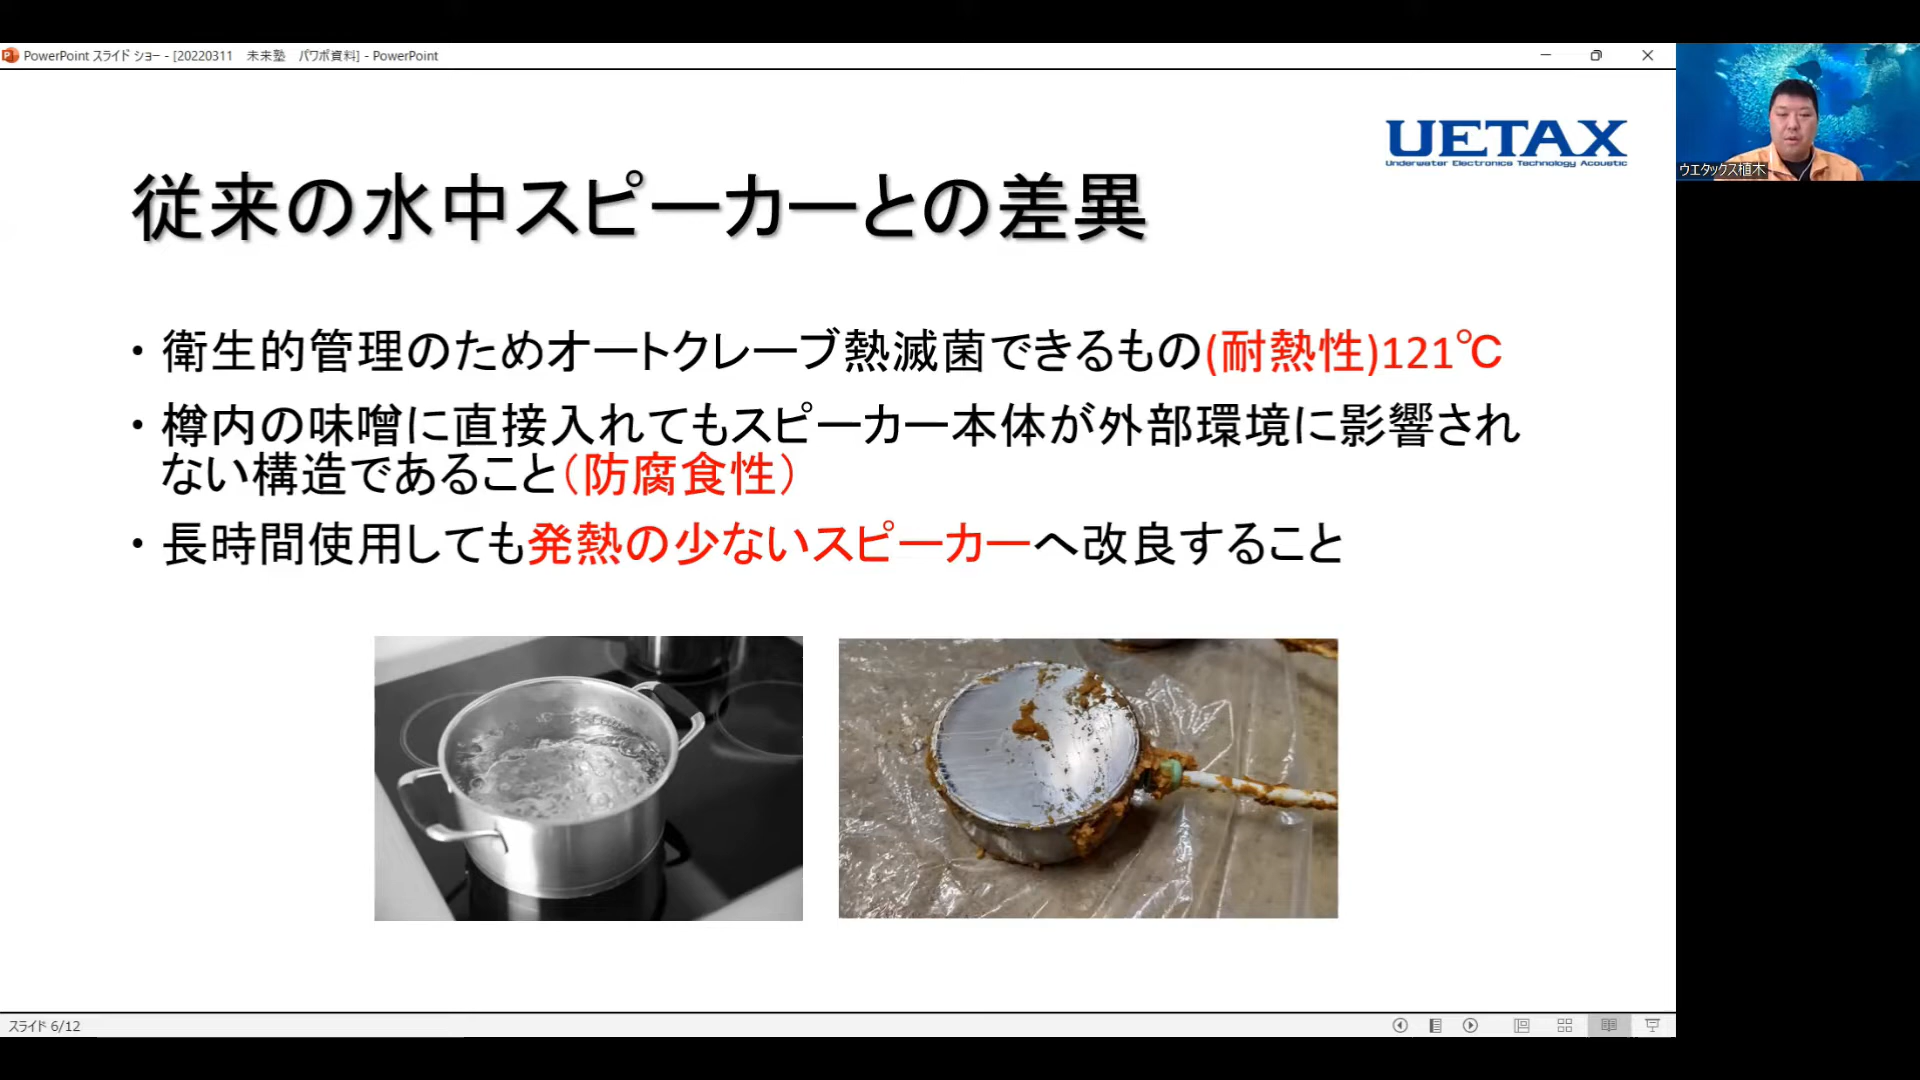 PowerPoint スライド ショー - [20220311　未来塾　パワポ資料] - PowerPoint
UETAX
Underwater Electronics Technology Acoustic
ウエタックス植木
従来の水中スピーカーとの差異
・衛生的管理のためオートクレーブ熱滅菌できるもの(耐熱性)121℃
・樽内の味噌に直接入れてもスピーカー本体が外部環境に影響され
ない構造であること（防腐食性）
・長時間使用しても発熱の少ないスピーカーへ改良すること
スライド 6/12